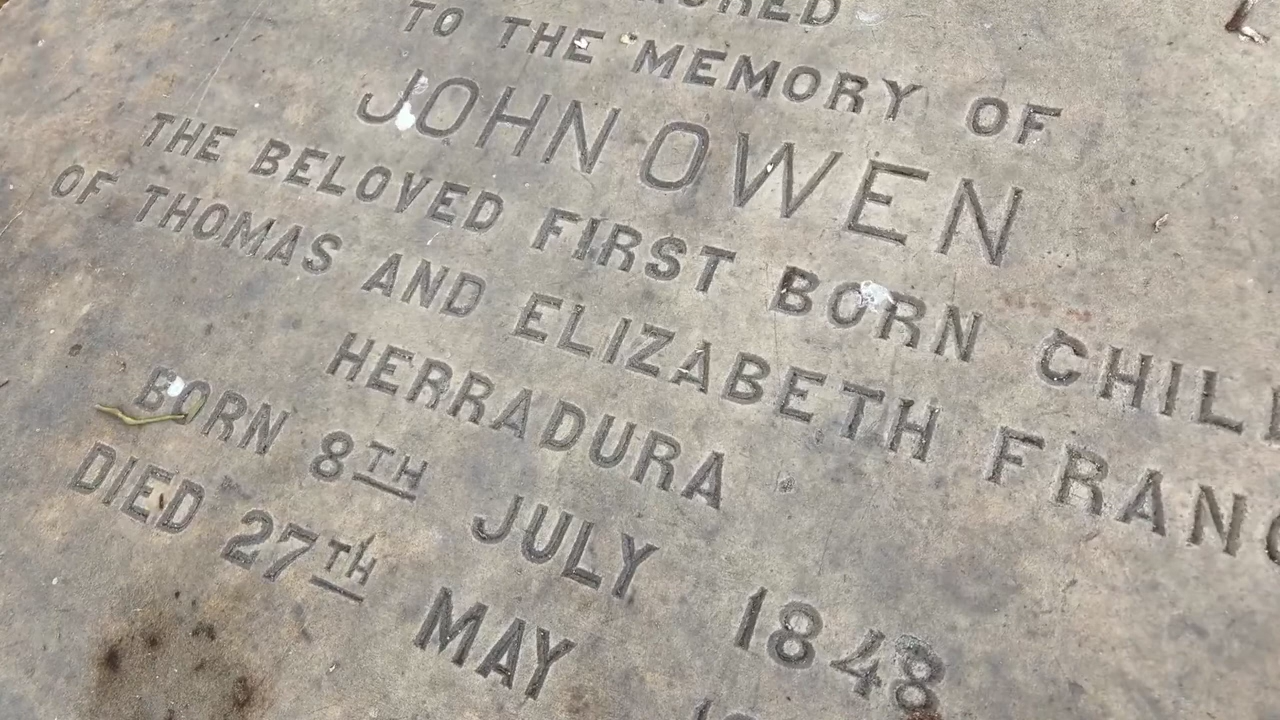 TO THE MEMORY OF
JOHN OWEN
THE BELOVED FIRST BORN
OF THOMAS AND ELIZABETH
HERRADURA
BORN 8TH JULY 1848
DIED 27TH MAY